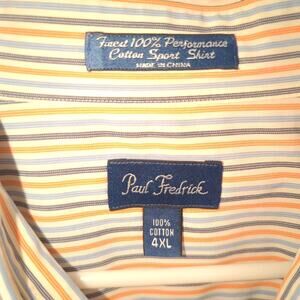 Finest 100% Performance
Cotton Sport Shirt
MADE IN CHINA
Paul Fredrick
100%
COTTON
4XL